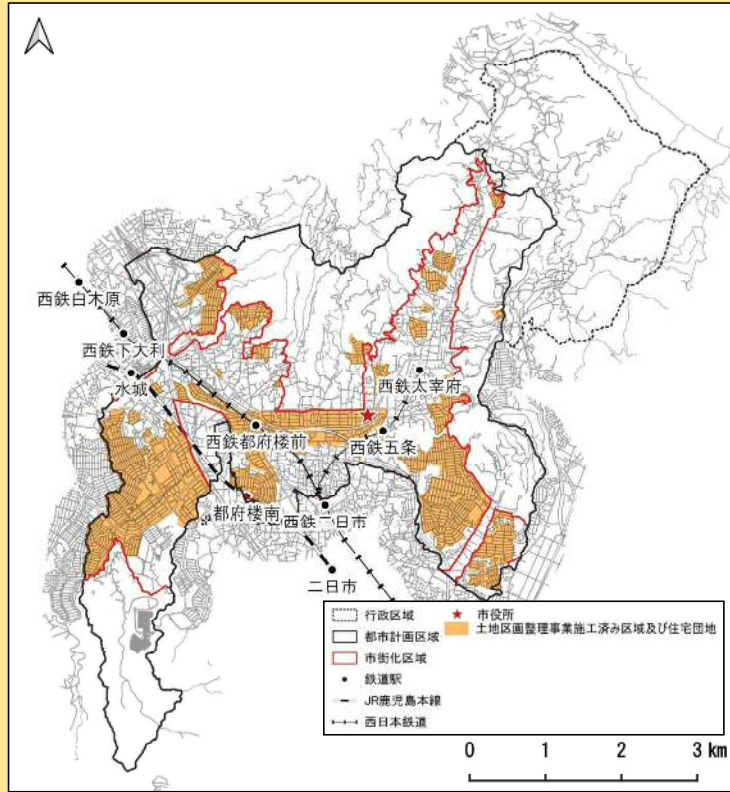 西鉄白木原
西鉄下大利
水城
西鉄太宰府
西鉄都府楼前
西鉄五条
都府楼南
西鉄二日市
二日市
行政区域
都市計画区域
市街化区域
鉄道駅
JR鹿児島本線
西日本鉄道
市役所
土地区画整理事業施工済み区域及び住宅団地
0 1 2 3 km